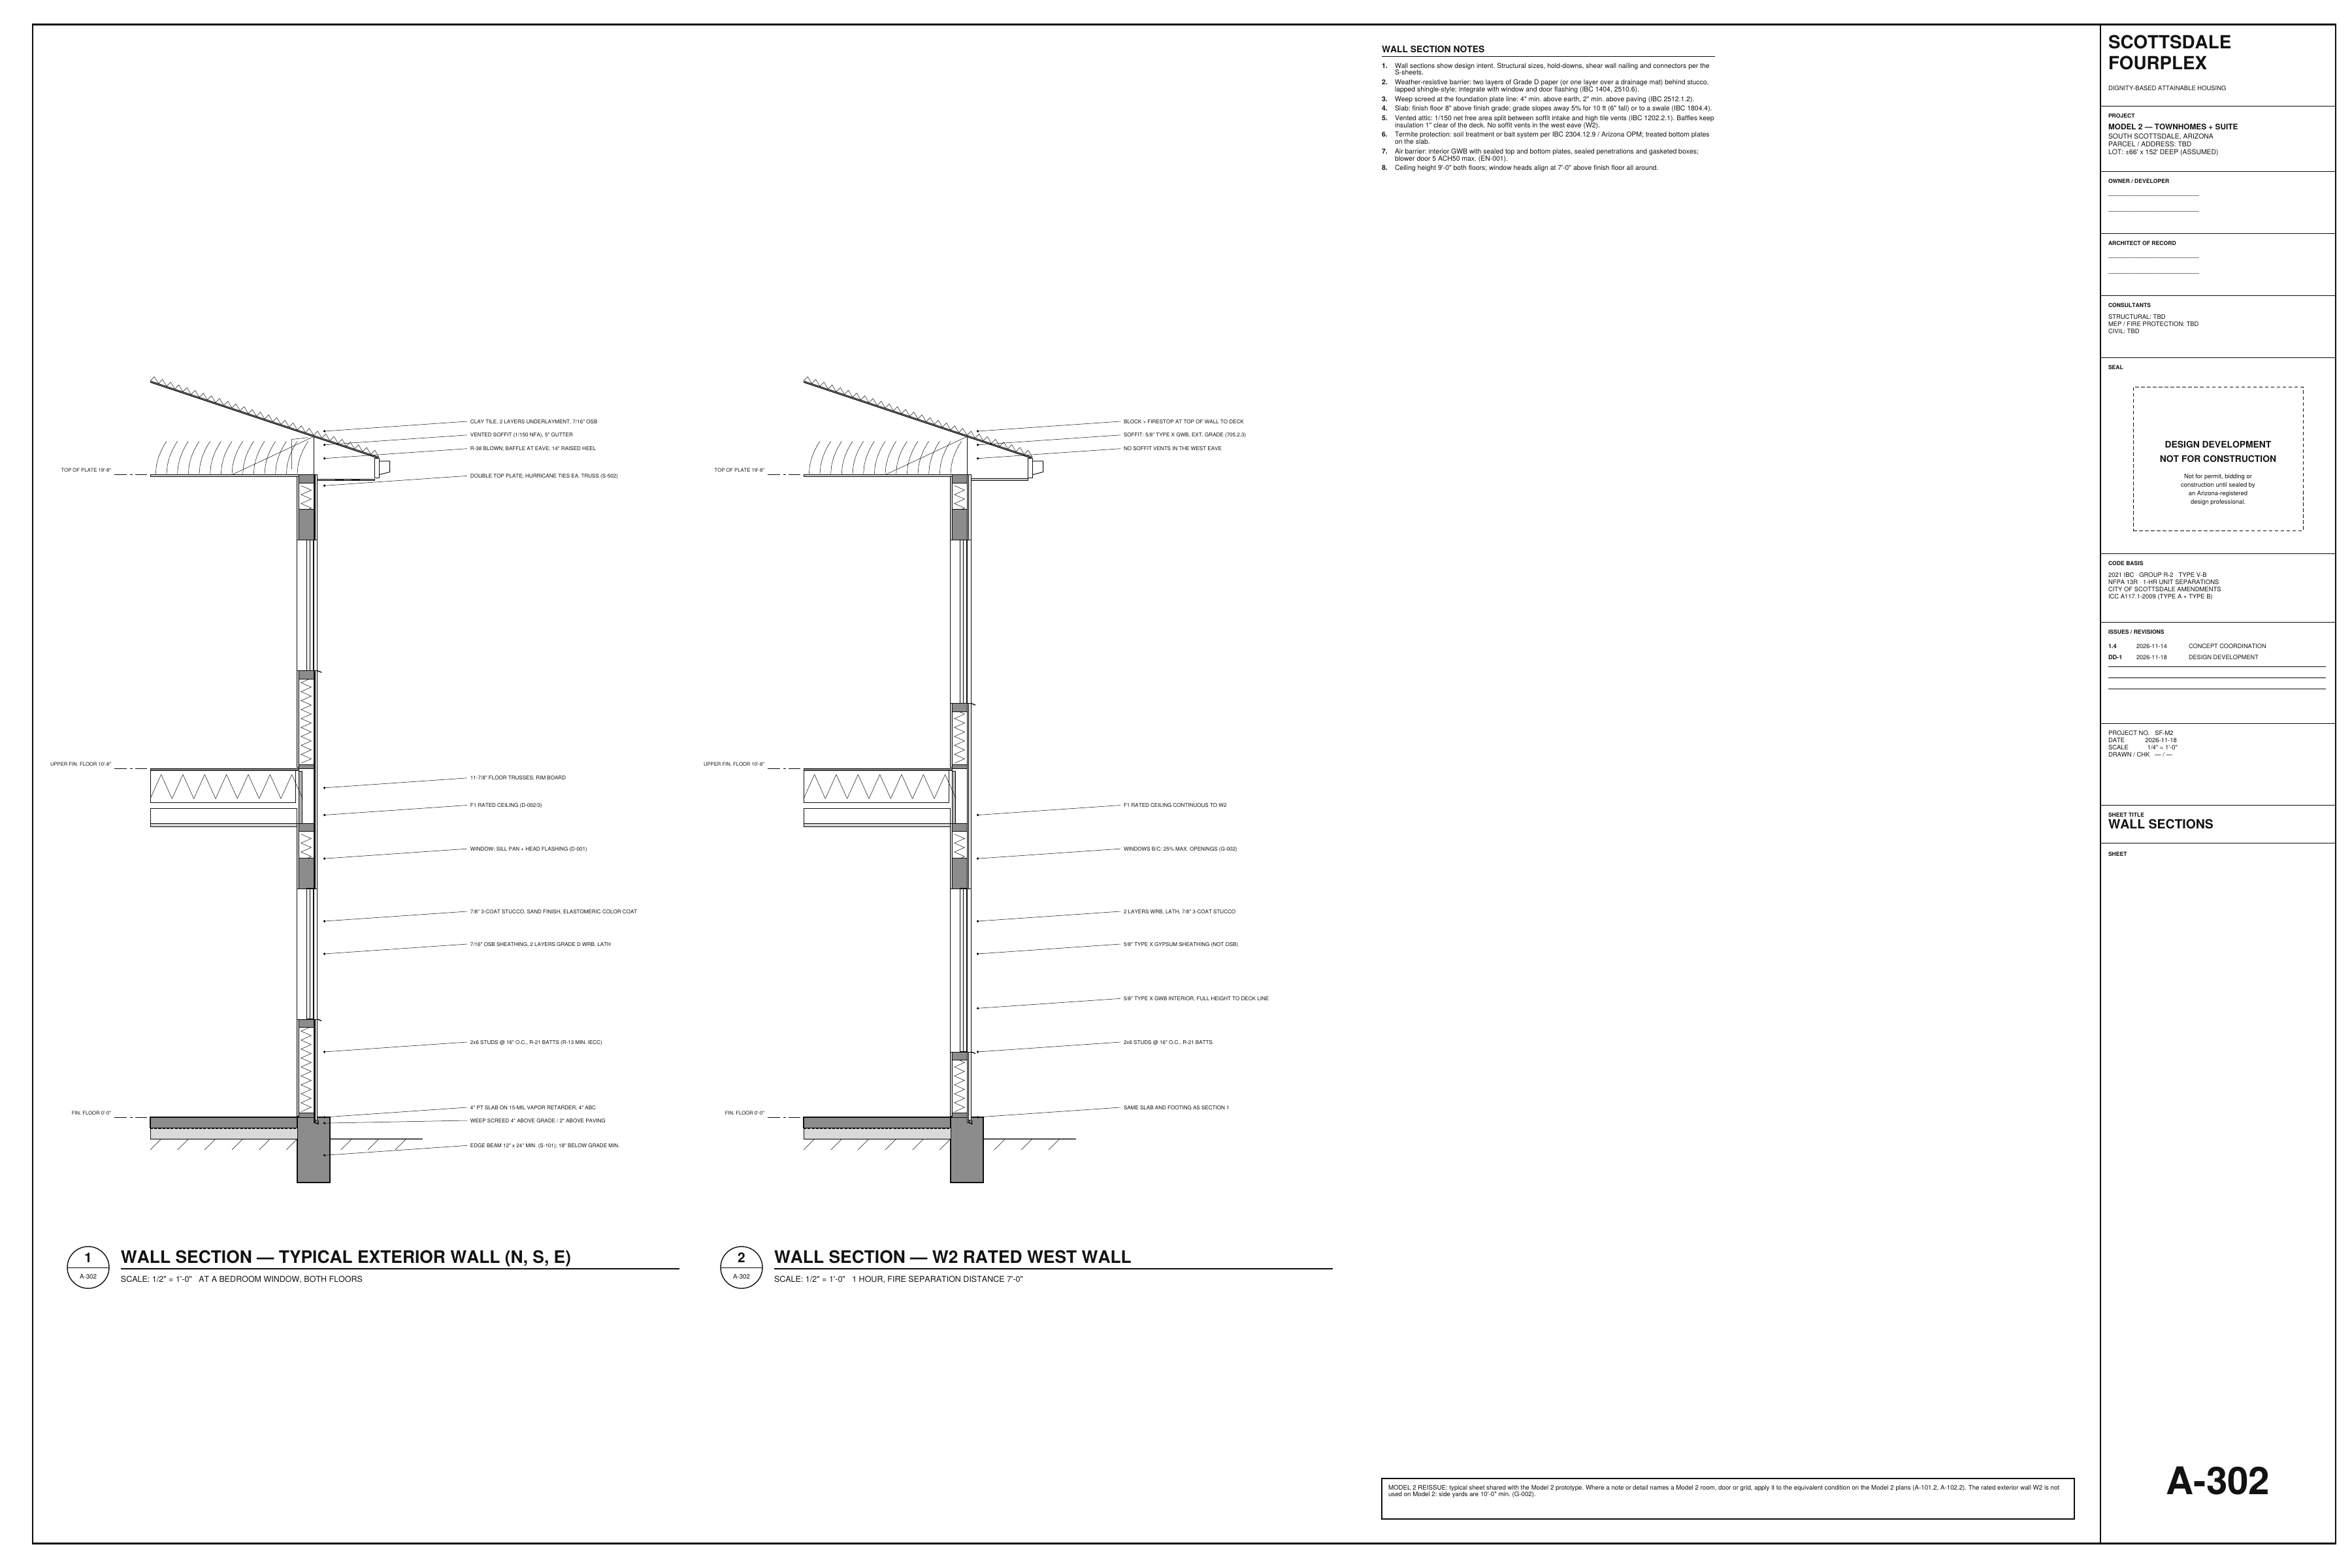 WALL SECTION NOTES
1. Wall sections show design intent. Structural sizes, hold-downs, shear wall nailing and connectors per the
S-sheets.
2. Weather-resistive barrier: two layers of Grade D paper (or one layer over a drainage mat) behind stucco,
lapped shingle-style; integrate with window and door flashing (IBC 1404, 2510.6).
3. Weep screed at the foundation plate line: 4" min. above earth, 2" min. above paving (IBC 2512.1.2).
4. Slab: finish floor 8" above finish grade; grade slopes away 5% for 10 ft (6" fall) or to a swale (IBC 1804.4).
5. Vented attic: 1/150 net free area split between soffit intake and high tile vents (IBC 1202.2.1). Baffles keep
insulation 1" clear of the deck. No soffit vents in the west eave (W2).
6. Termite protection: soil treatment or bait system per IBC 2304.12.9 / Arizona OPM; treated bottom plates
on the slab.
7. Air barrier: interior GWB with sealed top and bottom plates, sealed penetrations and gasketed boxes;
blower door 5 ACH50 max. (EN-001).
8. Ceiling height 9'-0" both floors; window heads align at 7'-0" above finish floor all around.
CLAY TILE, 2 LAYERS UNDERLAYMENT, 7/16" OSB
VENTED SOFFIT (1/150 NFA), 5" GUTTER
R-38 BLOWN; BAFFLE AT EAVE; 14" RAISED HEEL
TOP OF PLATE 19'-8"
DOUBLE TOP PLATE; HURRICANE TIES EA. TRUSS (S-502)
UPPER FIN. FLOOR 10'-8"
11-7/8" FLOOR TRUSSES; RIM BOARD
F1 RATED CEILING (D-002/3)
WINDOW: SILL PAN + HEAD FLASHING (D-001)
7/8" 3-COAT STUCCO, SAND FINISH, ELASTOMERIC COLOR COAT
7/16" OSB SHEATHING, 2 LAYERS GRADE D WRB, LATH
2x6 STUDS @ 16" O.C., R-21 BATTS (R-13 MIN. IECC)
FIN. FLOOR 0'-0"
4" PT SLAB ON 15-MIL VAPOR RETARDER, 4" ABC
WEEP SCREED 4" ABOVE GRADE / 2" ABOVE PAVING
EDGE BEAM 12" x 24" MIN. (S-101); 18" BELOW GRADE MIN.
1
A-302
WALL SECTION — TYPICAL EXTERIOR WALL (N, S, E)
SCALE: 1/2" = 1'-0" AT A BEDROOM WINDOW, BOTH FLOORS
BLOCK + FIRESTOP AT TOP OF WALL TO DECK
SOFFIT: 5/8" TYPE X GWB, EXT. GRADE (705.2.3)
NO SOFFIT VENTS IN THE WEST EAVE
TOP OF PLATE 19'-8"
UPPER FIN. FLOOR 10'-8"
F1 RATED CEILING CONTINUOUS TO W2
WINDOWS B/C: 25% MAX. OPENINGS (G-002)
2 LAYERS WRB, LATH, 7/8" 3-COAT STUCCO
5/8" TYPE X GYPSUM SHEATHING (NOT OSB)
5/8" TYPE X GWB INTERIOR, FULL HEIGHT TO DECK LINE
2x6 STUDS @ 16" O.C., R-21 BATTS
FIN. FLOOR 0'-0"
SAME SLAB AND FOOTING AS SECTION 1
2
A-302
WALL SECTION — W2 RATED WEST WALL
SCALE: 1/2" = 1'-0" 1 HOUR, FIRE SEPARATION DISTANCE 7'-0"
MODEL 2 REISSUE: typical sheet shared with the Model 2 prototype. Where a note or detail names a Model 2 room, door or grid, apply it to the equivalent condition on the Model 2 plans (A-101.2, A-102.2). The rated exterior wall W2 is not
used on Model 2: side yards are 10'-0" min. (G-002).
SCOTTSDALE
FOURPLEX
DIGNITY-BASED ATTAINABLE HOUSING
PROJECT
MODEL 2 — TOWNHOMES + SUITE
SOUTH SCOTTSDALE, ARIZONA
PARCEL / ADDRESS: TBD
LOT: ±66' x 152' DEEP (ASSUMED)
OWNER / DEVELOPER
ARCHITECT OF RECORD
CONSULTANTS
STRUCTURAL: TBD
MEP / FIRE PROTECTION: TBD
CIVIL: TBD
SEAL
DESIGN DEVELOPMENT
NOT FOR CONSTRUCTION
Not for permit, bidding or
construction until sealed by
an Arizona-registered
design professional.
CODE BASIS
2021 IBC · GROUP R-2 · TYPE V-B
NFPA 13R · 1-HR UNIT SEPARATIONS
CITY OF SCOTTSDALE AMENDMENTS
ICC A117.1-2009 (TYPE A + TYPE B)
ISSUES / REVISIONS
1.4 2026-11-14 CONCEPT COORDINATION
DD-1 2026-11-18 DESIGN DEVELOPMENT
PROJECT NO. SF-M2
DATE 2026-11-18
SCALE 1/4" = 1'-0"
DRAWN / CHK — / —
SHEET TITLE
WALL SECTIONS
SHEET
A-302